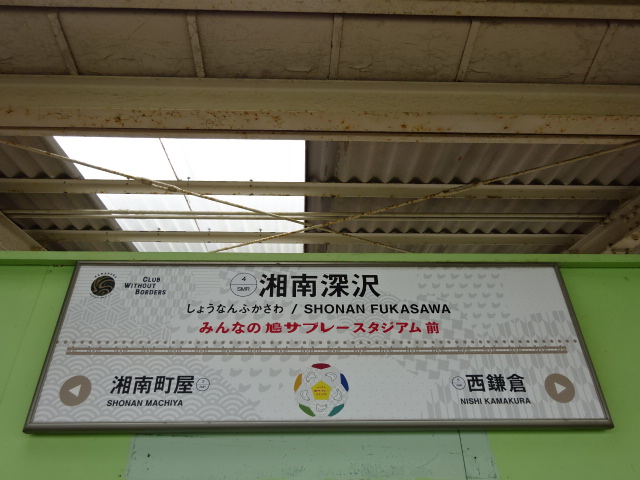 CLUB
WITHOUT
BORDERS
4
SMR
湘南深沢
しょうなんふかさわ / SHONAN FUKASAWA
みんなの鳩サブレースタジアム前
湘南町屋
SHONAN MACHIYA
西鎌倉
NISHI KAMAKURA